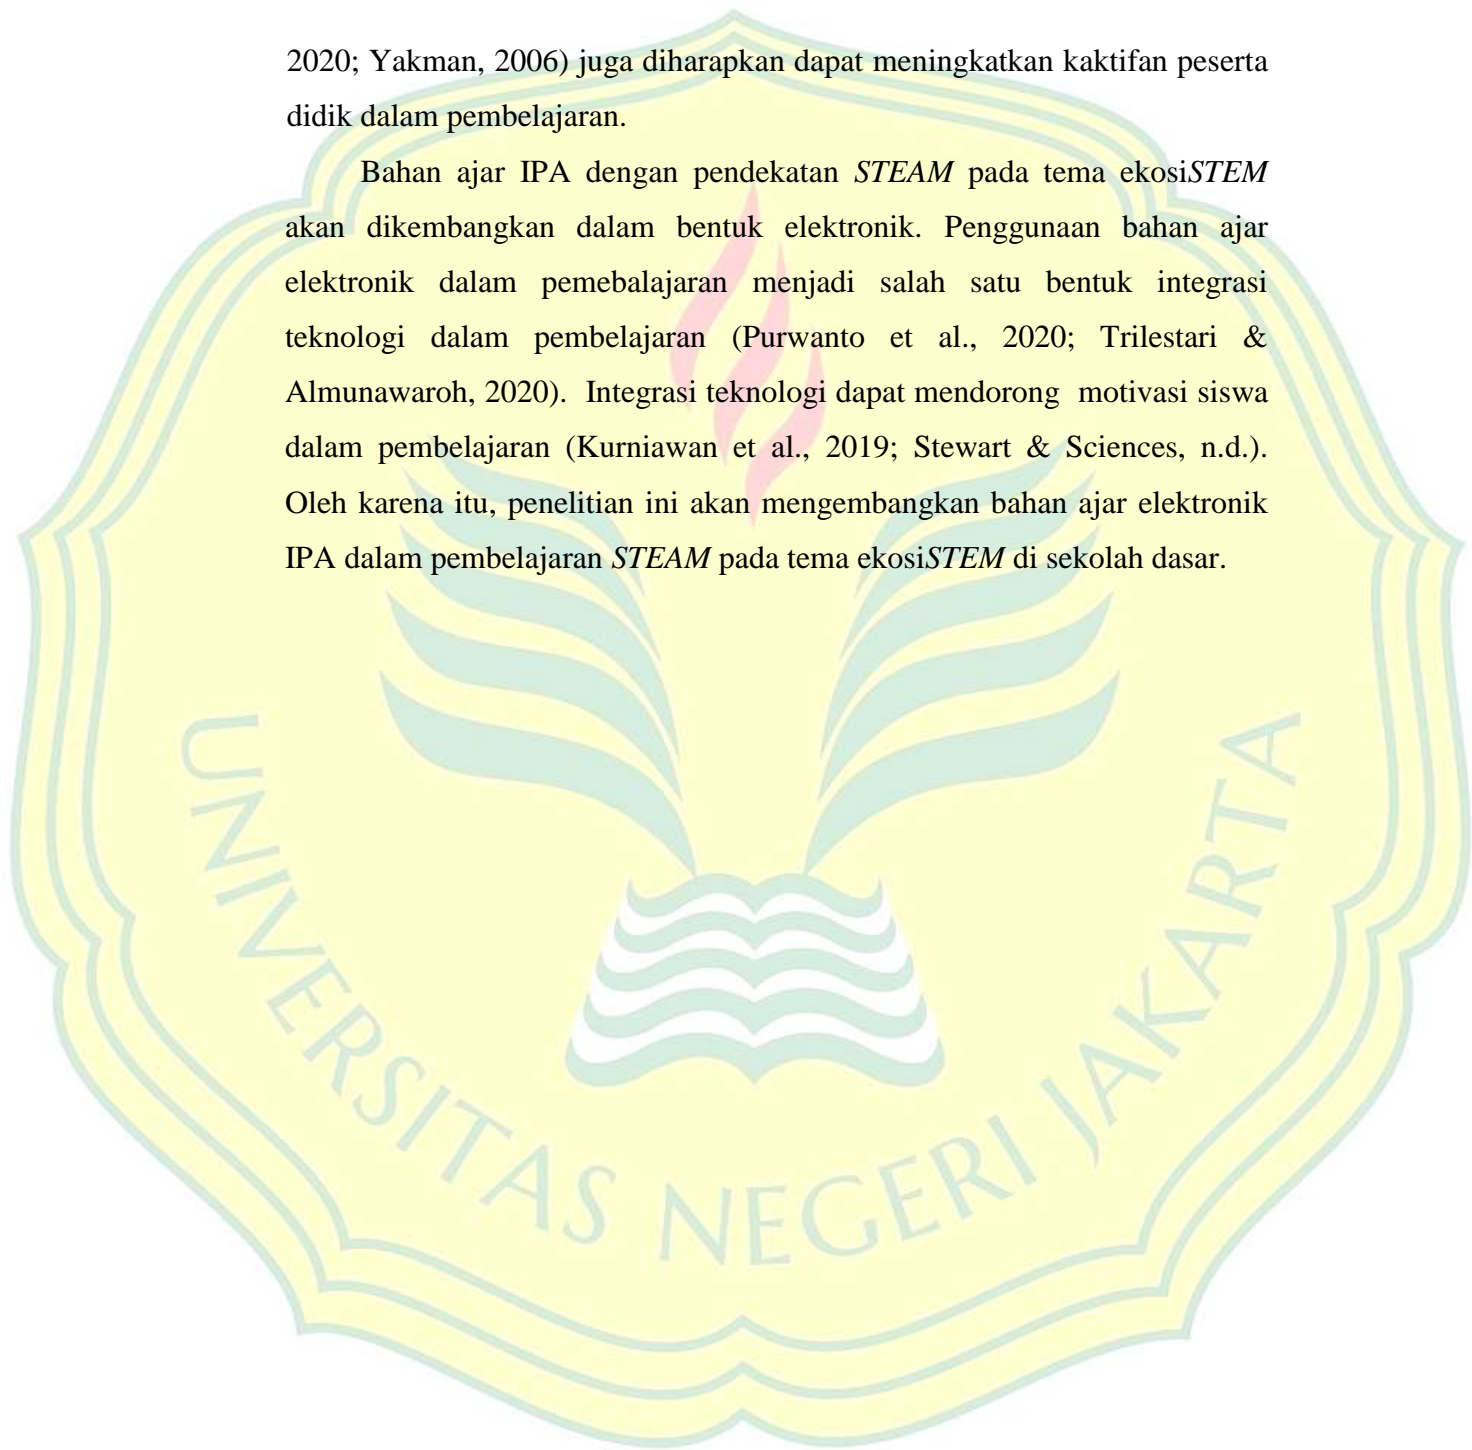 2020; Yakman, 2006) juga diharapkan dapat meningkatkan kaktifan peserta
didik dalam pembelajaran.
Bahan ajar IPA dengan pendekatan STEAM pada tema ekosiSTEM
akan dikembangkan dalam bentuk elektronik. Penggunaan bahan ajar
elektronik dalam pemebalajaran menjadi salah satu bentuk integrasi
teknologi dalam pembelajaran (Purwanto et al., 2020; Trilestari &
Almunawaroh, 2020). Integrasi teknologi dapat mendorong motivasi siswa
dalam pembelajaran (Kurniawan et al., 2019; Stewart & Sciences, n.d.).
Oleh karena itu, penelitian ini akan mengembangkan bahan ajar elektronik
IPA dalam pembelajaran STEAM pada tema ekosiSTEM di sekolah dasar.
UNIVERSITAS NEGERI JAKARTA